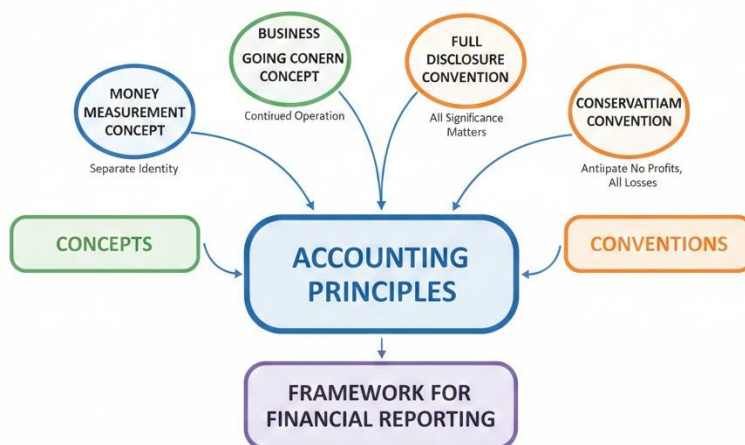 MONEY
MEASUREMENT
CONCEPT
Separate Identity
BUSINESS
GOING CONERN
CONCEPT
Contiued Operation
FULL
DISCLOSURE
CONVENTION
All Significance
Matters
CONSERVATTIAM
CONVENTION
Antiipate No Profits,
All Losses
CONCEPTS
ACCOUNTING
PRINCIPLES
CONVENTIONS
FRAMEWORK FOR
FINANCIAL REPORTING